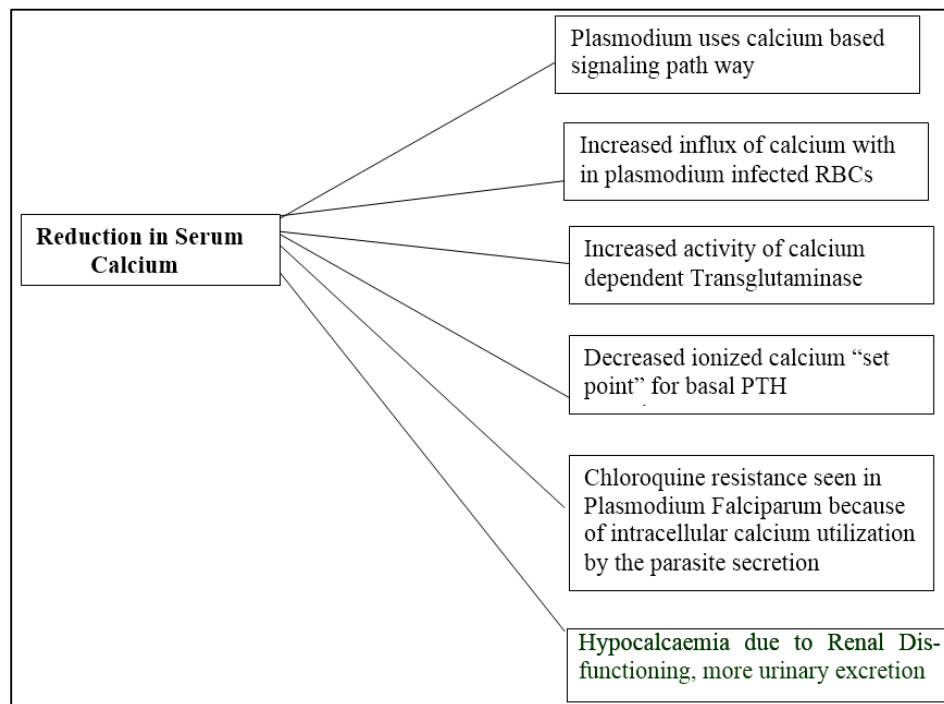 Plasmodium uses calcium based
signaling path way
Increased influx of calcium with
in plasmodium infected RBCs
Reduction in Serum
Calcium
Increased activity of calcium
dependent Transglutaminase
Decreased ionized calcium “set
point” for basal PTH
Chloroquine resistance seen in
Plasmodium Falciparum because
of intracellular calcium utilization
by the parasite secretion
Hypocalcaemia due to Renal Dis-
functioning, more urinary excretion